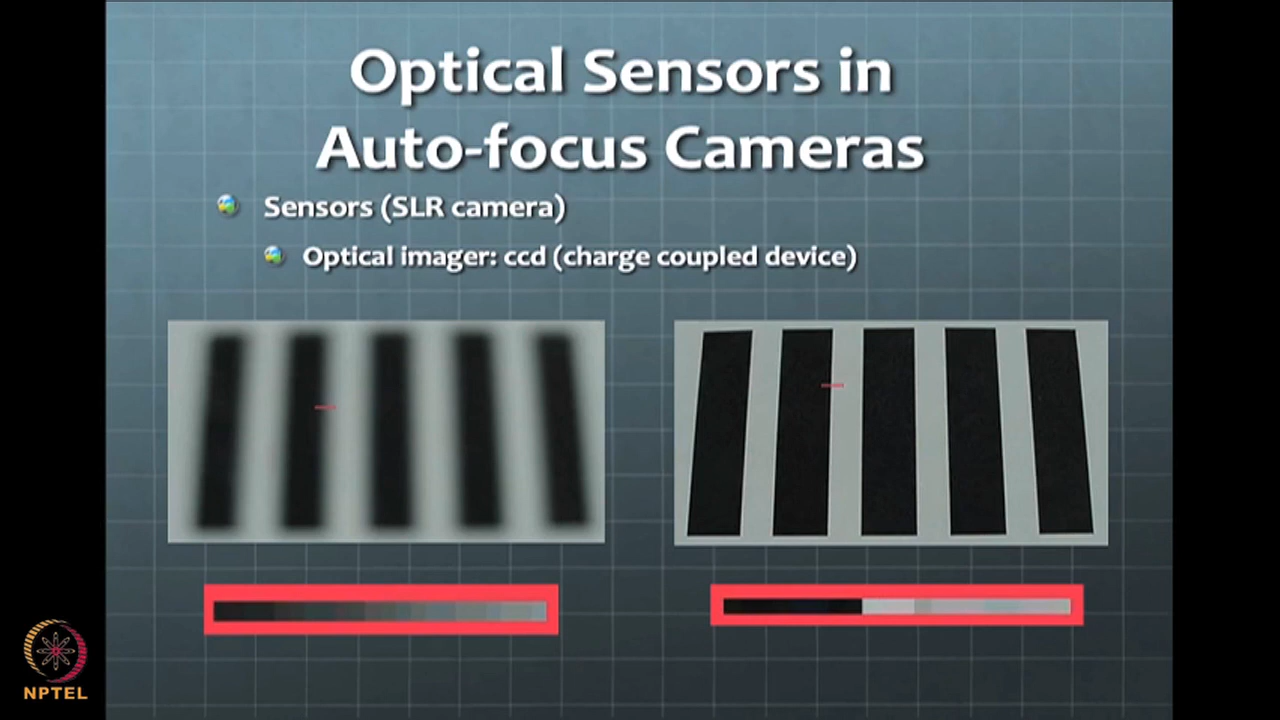 Optical Sensors in
Auto-focus Cameras
Sensors (SLR camera)
Optical imager: ccd (charge coupled device)
NPTEL